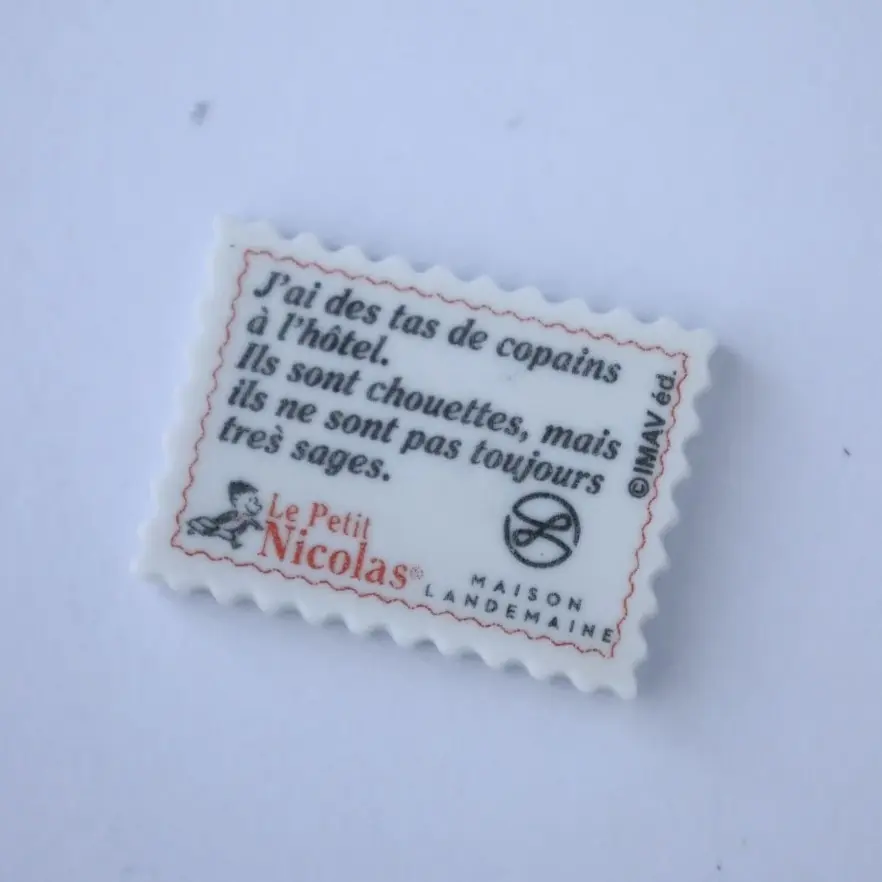 J'ai des tas de copains
à l'hôtel.
Ils sont chouettes, mais
ils ne sont pas toujours
treѐ sages.
©IMAV éd.
Le Petit
Nicolas®
MAISON
LANDEMAINE